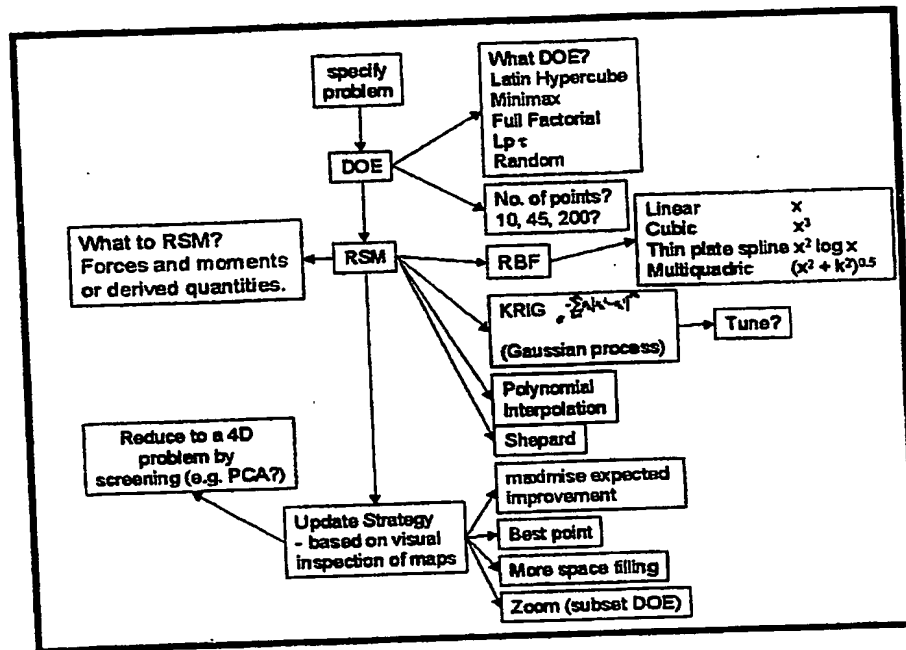 specify
problem
What DOE?
Latin Hypercube
Minimax
Full Factorial
Lp τ
Random
DOE
No. of points?
10, 45, 200?
What to RSM?
Forces and moments
or derived quantities.
RSM
RBF
Linear x
Cubic x³
Thin plate spline x² log x
Multiquadric (x² + k²)^0.5
KRIG
(Gaussian process)
Tune?
Polynomial
Interpolation
Shepard
Reduce to a 4D
problem by
screening (e.g. PCA?)
Update Strategy
- based on visual
inspection of maps
maximise expected
improvement
Best point
More space filling
Zoom (subset DOE)